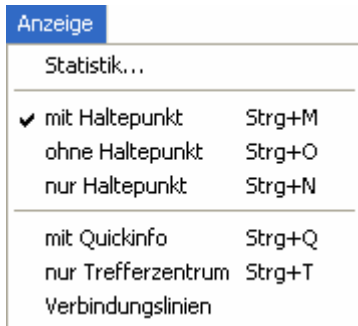 Anzeige
Statistik...
mit Haltepunkt Strg+M
ohne Haltepunkt Strg+O
nur Haltepunkt Strg+N
mit Quickinfo Strg+Q
nur Trefferzentrum Strg+T
Verbindungslinien